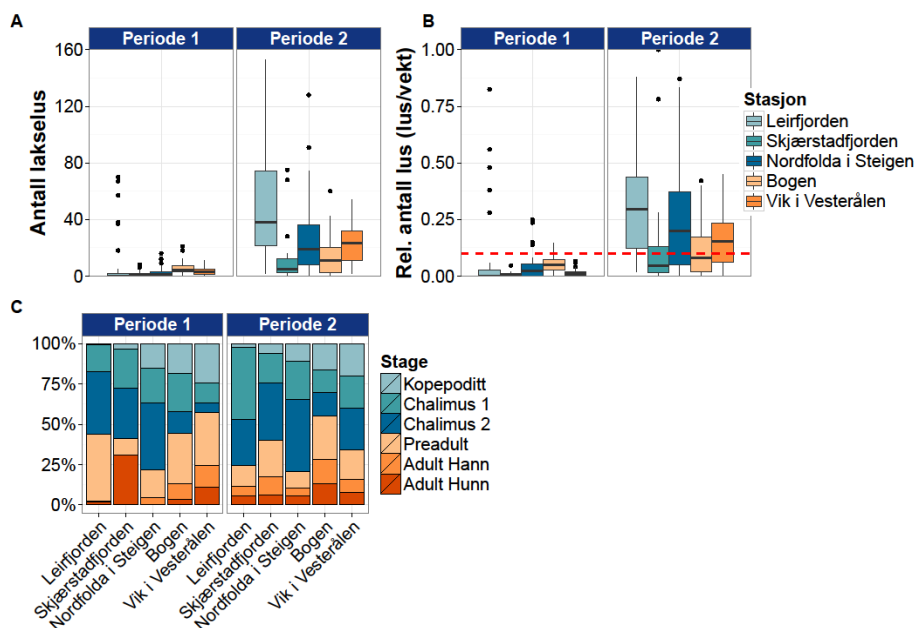 A
Periode 1
Periode 2
Antall lakselus
160
120
80
40
0
B
Periode 1
Periode 2
Rel. antall lus (lus/vekt)
1.00
0.75
0.50
0.25
0.00
Stasjon
Leirfjorden
Skjærstadfjorden
Nordfolda i Steigen
Bogen
Vik i Vesterålen
C
Periode 1
Periode 2
100%
75%
50%
25%
0%
Leirfjorden
Skjærstadfjorden
Nordfolda i Steigen
Bogen
Vik i Vesterålen
Leirfjorden
Skjærstadfjorden
Nordfolda i Steigen
Bogen
Vik i Vesterålen
Stage
Kopepoditt
Chalimus 1
Chalimus 2
Preadult
Adult Hann
Adult Hunn